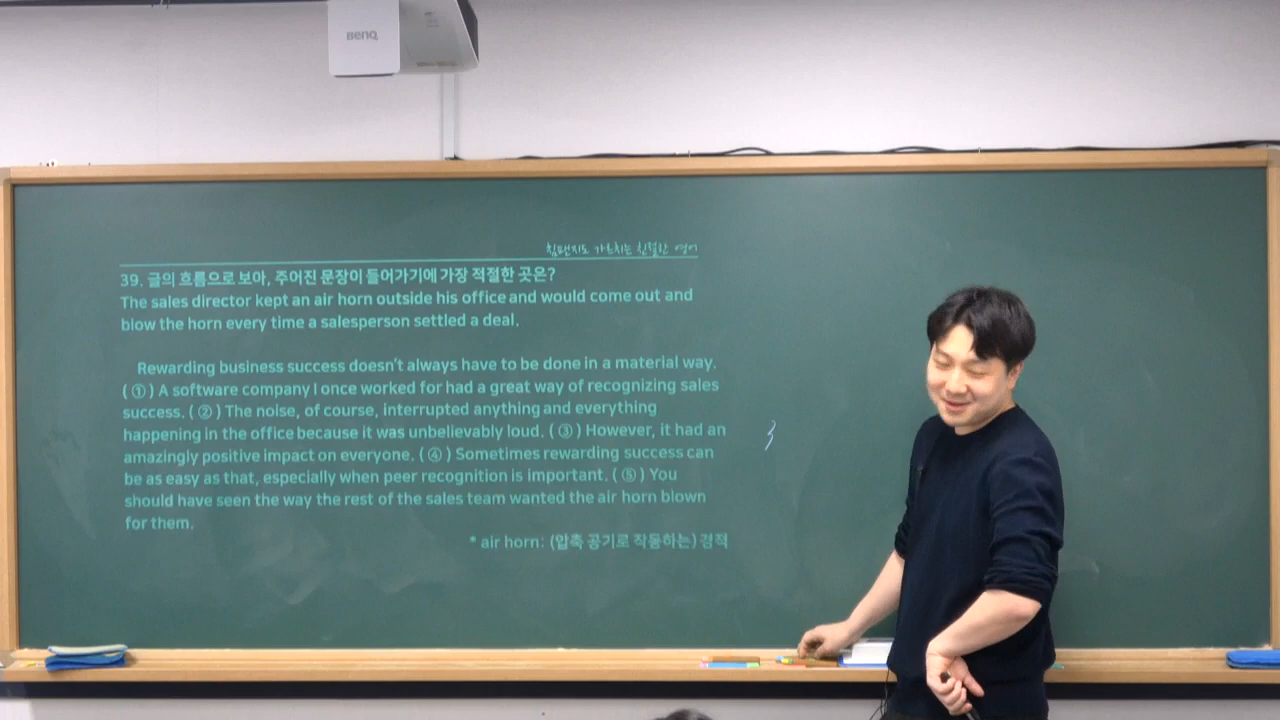 BenQ
힘팬지도 가르치는 친절한 영어
39. 글의 흐름으로 보아, 주어진 문장이 들어가기에 가장 적절한 곳은?
The sales director kept an air horn outside his office and would come out and
blow the horn every time a salesperson settled a deal.
Rewarding business success doesn't always have to be done in a material way.
( ① ) A software company I once worked for had a great way of recognizing sales
success. ( ② ) The noise, of course, interrupted anything and everything
happening in the office because it was unbelievably loud. ( ③ ) However, it had an
amazingly positive impact on everyone. ( ④ ) Sometimes rewarding success can
be as easy as that, especially when peer recognition is important. ( ⑤ ) You
should have seen the way the rest of the sales team wanted the air horn blown
for them.
* air horn: (압축 공기로 작동하는) 경적